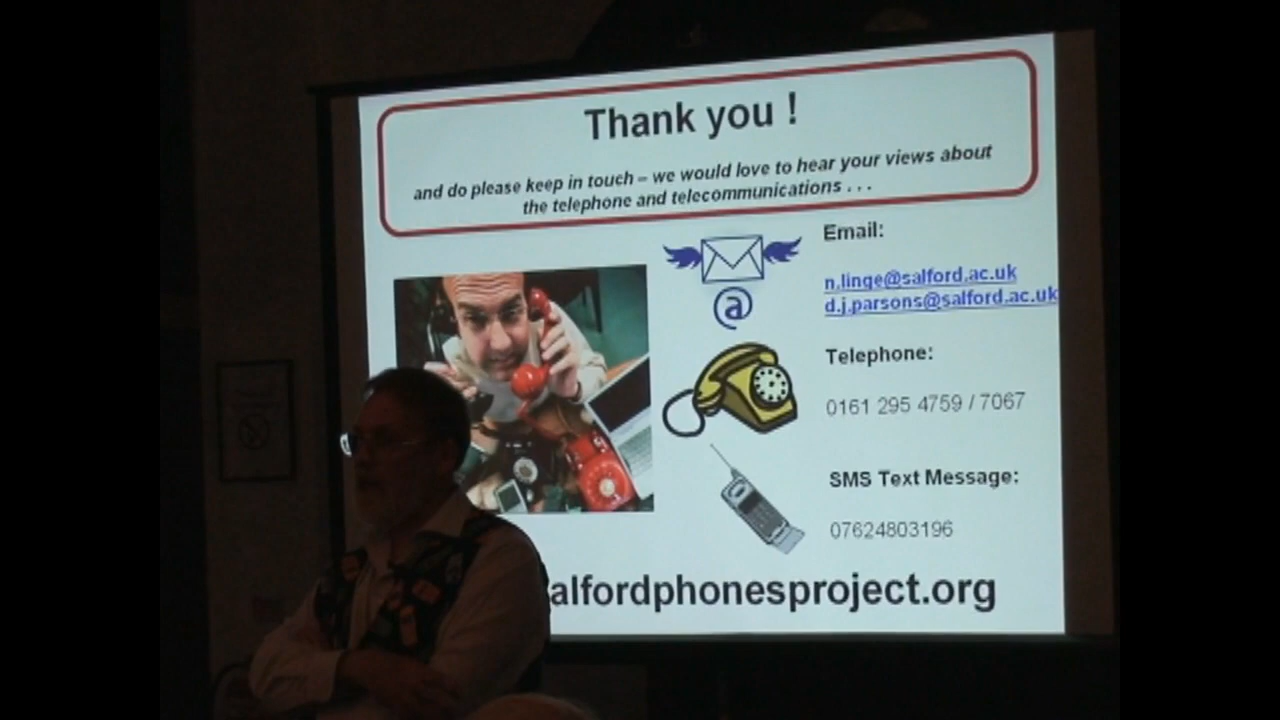 Thank you !
and do please keep in touch – we would love to hear your views about
the telephone and telecommunications . . .
Email:
@
n.linge@salford.ac.uk
d.j.parsons@salford.ac.uk
Telephone:
0161 295 4759 / 7067
SMS Text Message:
07624803196
alfordphonesproject.org